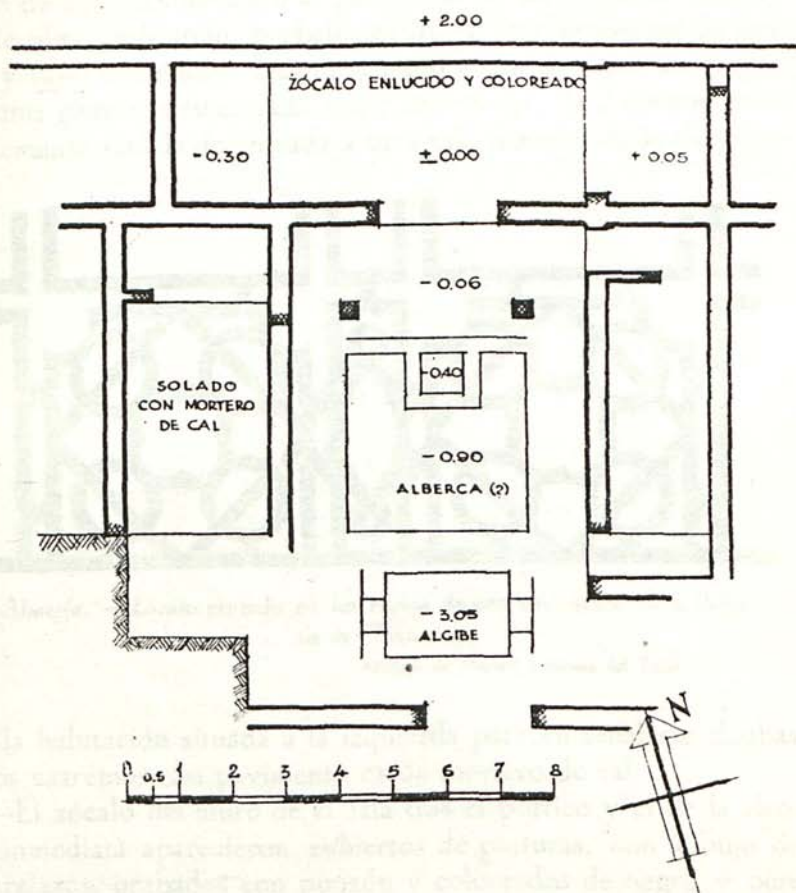 + 2.00
ZÓCALO ENLUCIDO Y COLOREADO
-0.30
± 0.00
+ 0.05
- 0.06
SOLADO
CON MORTERO
DE CAL
-0.40
- 0.90
ALBERCA (?)
- 3.05
ALGIBE
N
0 0.5 1 2 3 4 5 6 7 8